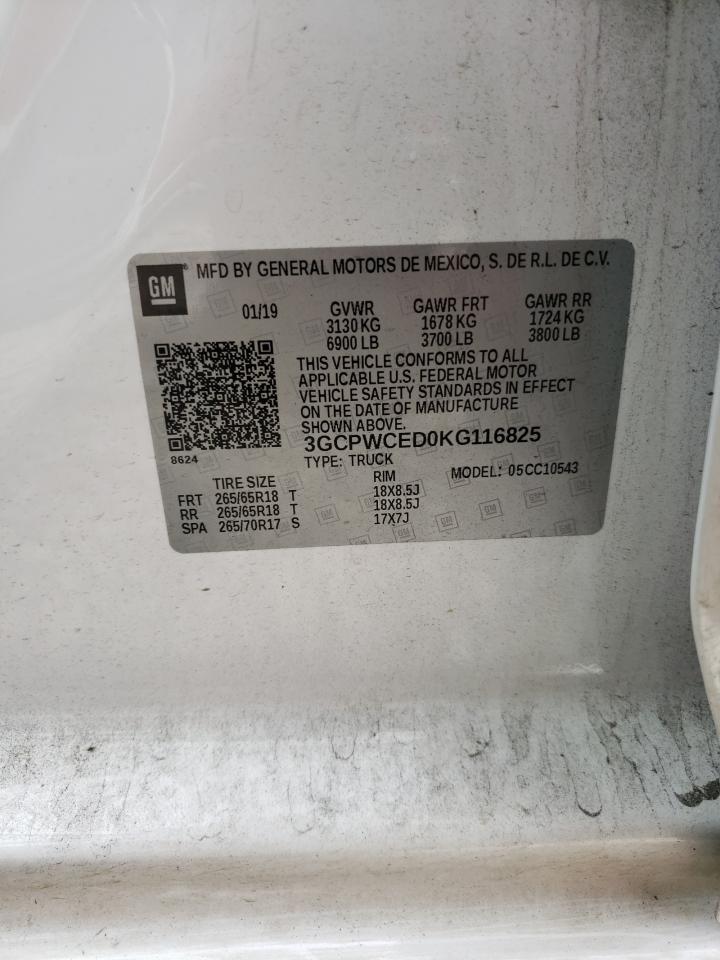 GM
MFD BY GENERAL MOTORS DE MEXICO, S. DE R.L. DE C.V.
01/19 GVWR GAWR FRT GAWR RR
3130 KG 1678 KG 1724 KG
6900 LB 3700 LB 3800 LB
THIS VEHICLE CONFORMS TO ALL
APPLICABLE U.S. FEDERAL MOTOR
VEHICLE SAFETY STANDARDS IN EFFECT
ON THE DATE OF MANUFACTURE
SHOWN ABOVE.
8624
3GCPWCED0KG116825
TYPE: TRUCK MODEL: 05CC10543
TIRE SIZE RIM
FRT 265/65R18 T 18X8.5J
RR 265/65R18 T 18X8.5J
SPA 265/70R17 S 17X7J